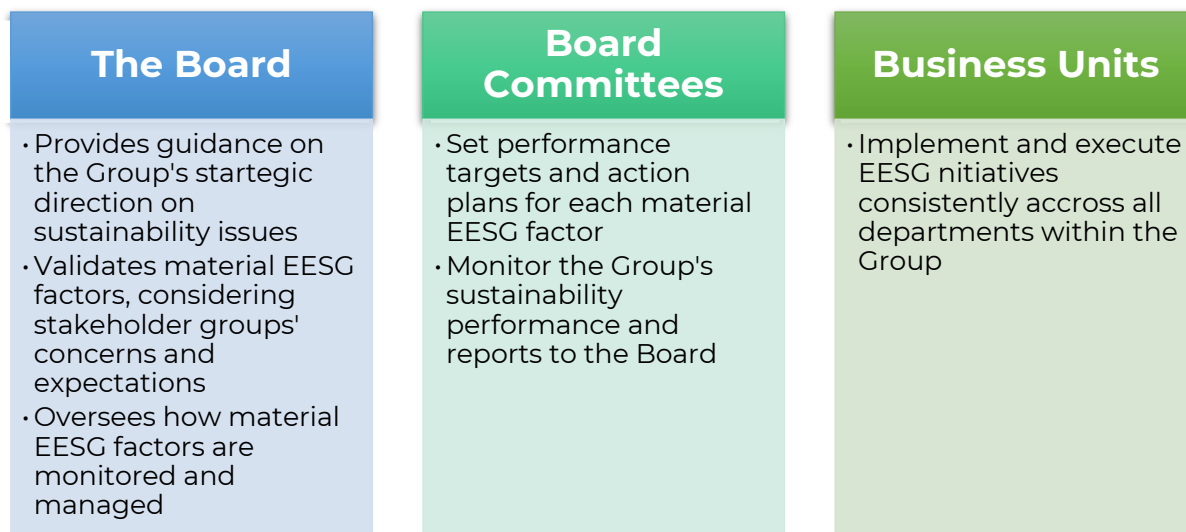 The Board
· Provides guidance on
the Group's startegic
direction on
sustainability issues
· Validates material EESG
factors, considering
stakeholder groups'
concerns and
expectations
· Oversees how material
EESG factors are
monitored and
managed
Board
Committees
· Set performance
targets and action
plans for each material
EESG factor
· Monitor the Group's
sustainability
performance and
reports to the Board
Business Units
· Implement and execute
EESG nitiatives
consistently accross all
departments within the
Group